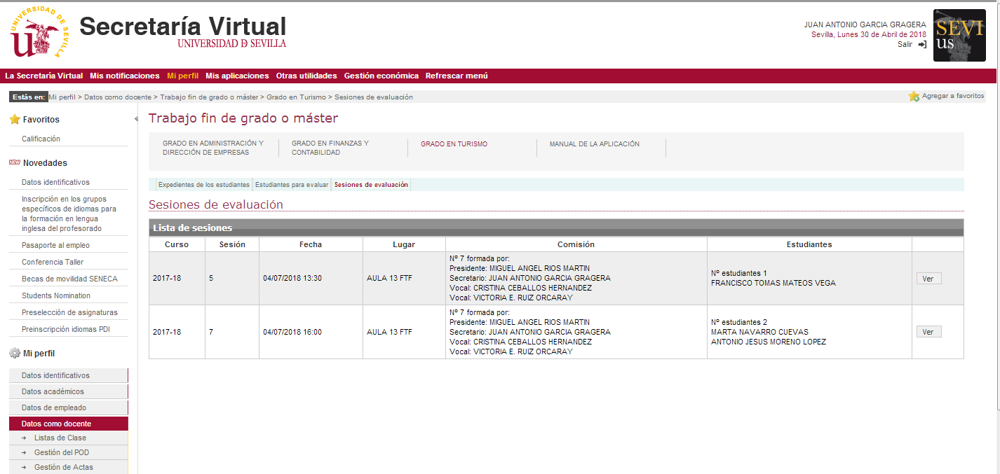 UNIVERSIDAD DE SEVILLA
Secretaría Virtual
UNIVERSIDAD Ð SEVILLA
JUAN ANTONIO GARCIA GRAGERA
Sevilla, Lunes 30 de Abril de 2018
Salir
SEVI
us
La Secretaría Virtual Mis notificaciones Mi perfil Mis aplicaciones Otras utilidades Gestión económica Refrescar menú
Estás en: Mi perfil > Datos como docente > Trabajo fin de grado o máster > Grado en Turismo > Sesiones de evaluación
Agregar a favoritos
Favoritos
Calificación
NEW Novedades
Datos identificativos
Inscripción en los grupos
específicos de idiomas para
la formación en lengua
inglesa del profesorado
Pasaporte al empleo
Conferencia Taller
Becas de movilidad SENECA
Students Nomination
Preselección de asignaturas
Preinscripción idiomas PDI
Mi perfil
Datos identificativos
Datos académicos
Datos de empleado
Datos como docente
Listas de Clase
Gestión del POD
Gestión de Actas
Trabajo fin de grado o máster
GRADO EN ADMINISTRACIÓN Y
DIRECCIÓN DE EMPRESAS
GRADO EN FINANZAS Y
CONTABILIDAD
GRADO EN TURISMO
MANUAL DE LA APLICACIÓN
Expedientes de los estudiantes Estudiantes para evaluar Sesiones de evaluación
Sesiones de evaluación
Lista de sesiones
Curso Sesión Fecha Lugar Comisión Estudiantes
2017-18 5 04/07/2018 13:30 AULA 13 FTF
Nº 7 formada por:
Presidente: MIGUEL ANGEL RIOS MARTIN
Secretario: JUAN ANTONIO GARCIA GRAGERA
Vocal: CRISTINA CEBALLOS HERNANDEZ
Vocal: VICTORIA E. RUIZ ORCARAY
Nº estudiantes 1
FRANCISCO TOMAS MATEOS VEGA
Ver
2017-18 7 04/07/2018 16:00 AULA 13 FTF
Nº 7 formada por:
Presidente: MIGUEL ANGEL RIOS MARTIN
Secretario: JUAN ANTONIO GARCIA GRAGERA
Vocal: CRISTINA CEBALLOS HERNANDEZ
Vocal: VICTORIA E. RUIZ ORCARAY
Nº estudiantes 2
MARTA NAVARRO CUEVAS
ANTONIO JESUS MORENO LOPEZ
Ver